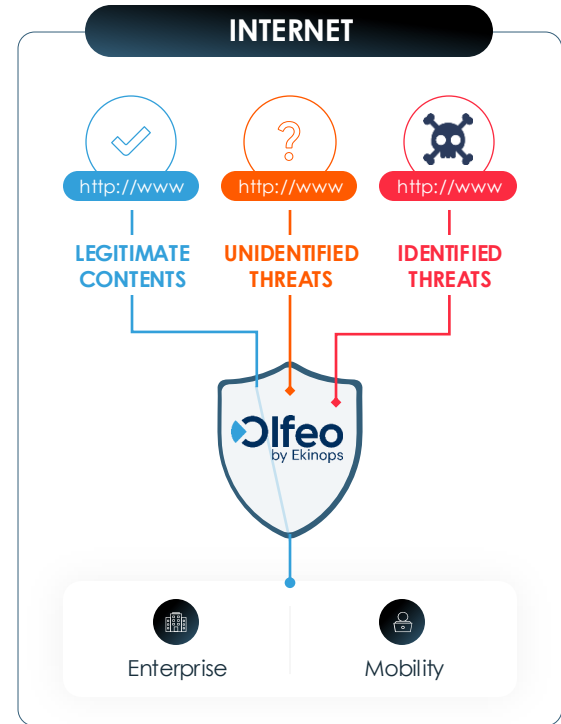 INTERNET
?
http://www http://www http://www
LEGITIMATE CONTENTS
UNIDENTIFIED THREATS
IDENTIFIED THREATS
Olfeo
by Ekinops
Enterprise
Mobility